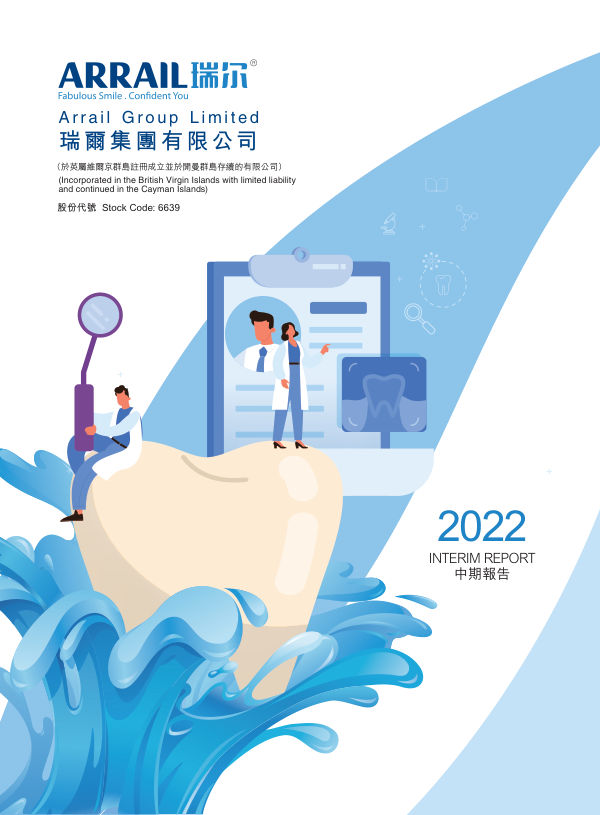 ARRAIL瑞尔®
Fabulous Smile . Confident You
Arrail Group Limited
瑞爾集團有限公司
（於英屬維爾京群島註冊成立並於開曼群島存續的有限公司）
(Incorporated in the British Virgin Islands with limited liability
and continued in the Cayman Islands)
股份代號 Stock Code: 6639
2022
INTERIM REPORT
中期報告